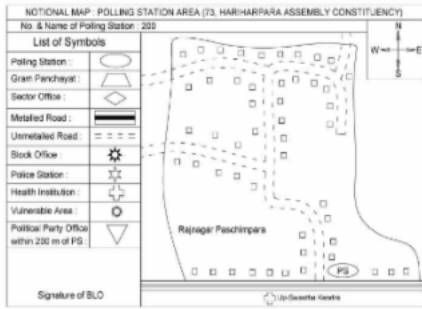 NOTIONAL MAP : POLLING STATION AREA (73, HARIHARPARA ASSEMBLY CONSTITUENCY)
No. & Name of Polling Station : 200
List of Symbols
Polling Station :
Gram Panchayat :
Sector Office :
Metalled Road :
Unmetalled Road :
Block Office :
Police Station :
Health Institution :
Vulnerable Area :
Political Party Office
within 200 m of PS :
Signature of BLO
N
W
E
S
Rajnagar Paschimpara
PS
Up-Swastha Kendra